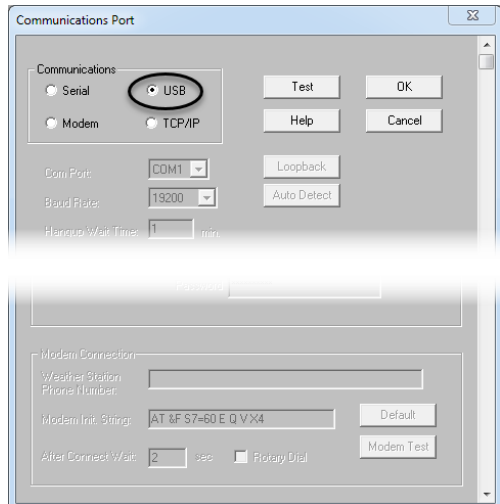 Communications Port
Communications
Serial USB Test OK
Modem TCP/IP Help Cancel
Com Port: COM1 Loopback
Baud Rate: 19200 Auto Detect
Hangup Wait Time: 1 min.
Modem Connection
Weather Station
Phone Number:
Modem Init. String: AT &F S7=60 E Q V X4 Default
After Connect Wait: 2 sec Rotary Dial Modem Test